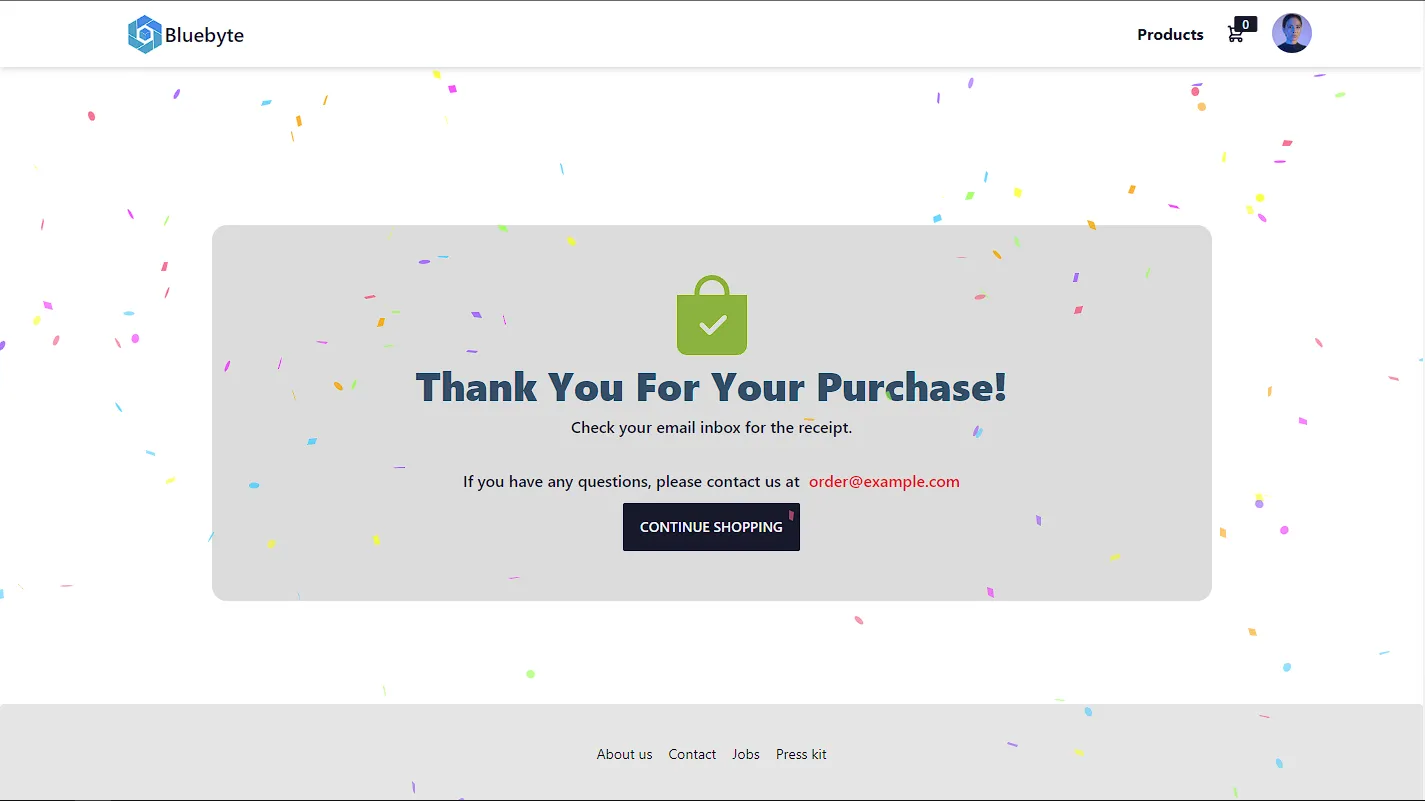 Bluebyte
Products
0
Thank You For Your Purchase!
Check your email inbox for the receipt.
If you have any questions, please contact us at order@example.com
CONTINUE SHOPPING
About us Contact Jobs Press kit